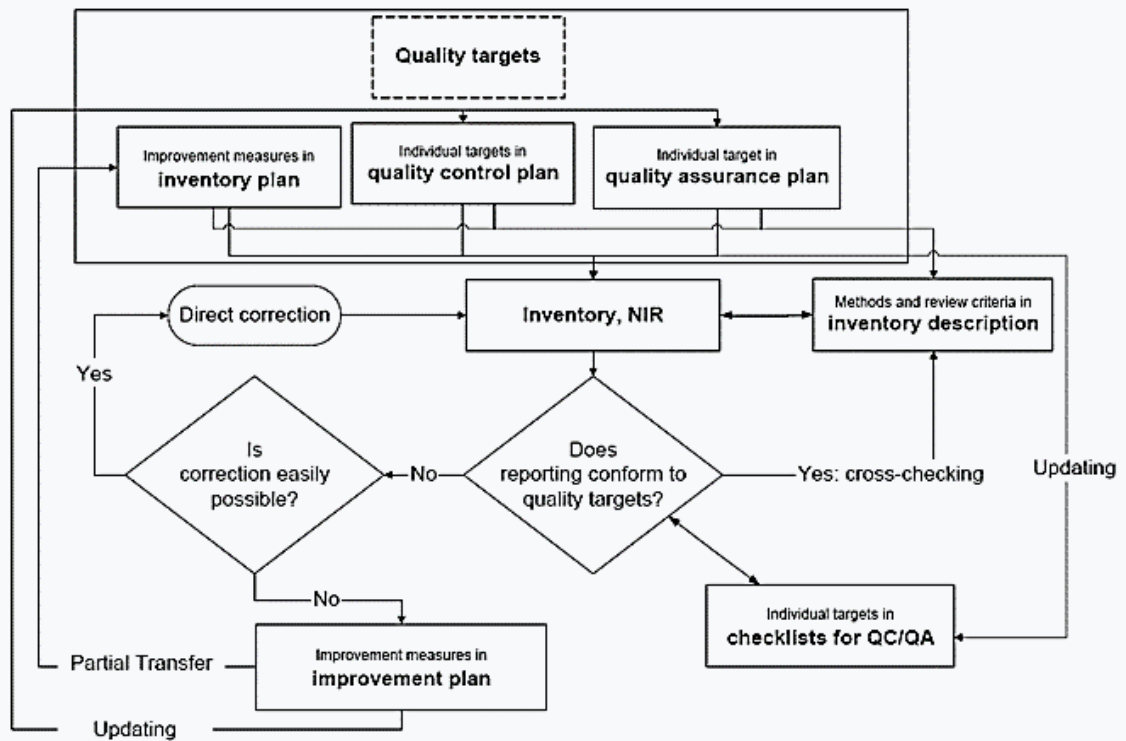 Quality targets
Improvement measures in
inventory plan
Individual targets in
quality control plan
Individual target in
quality assurance plan
Direct correction
Inventory, NIR
Methods and review criteria in
inventory description
Yes
Is
correction easily
possible?
No
Does
reporting conform to
quality targets?
Yes: cross-checking
Updating
No
Individual targets in
checklists for QC/QA
Partial Transfer
Improvement measures in
improvement plan
Updating